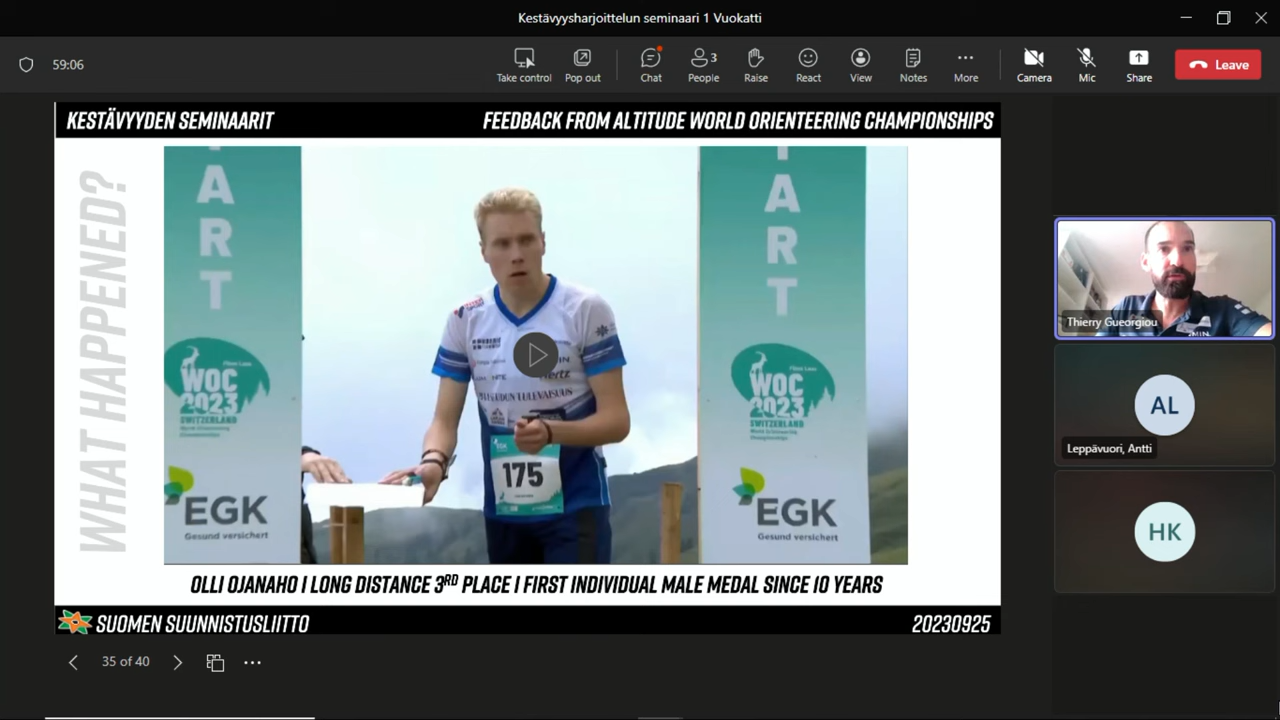 Kestävyysharjoittelun seminaari 1 Vuokatti
59:06
Take control
Pop out
Chat
3
People
Raise
React
View
Notes
More
Camera
Mic
Share
Leave
KESTÄVYYDEN SEMINAARIT
FEEDBACK FROM ALTITUDE WORLD ORIENTEERING CHAMPIONSHIPS
WHAT HAPPENED?
TART
TART
WOC
2023
SWITZERLAND
WOC
2023
SWITZERLAND
175
EGK
Gesund versichert
EGK
Gesund versichert
OLLI OJANAHO I LONG DISTANCE 3RD PLACE I FIRST INDIVIDUAL MALE MEDAL SINCE 10 YEARS
SUOMEN SUUNNISTUSLIITTO
20230925
35 of 40
Thierry Gueorgiou
AL
Leppävuori, Antti
HK